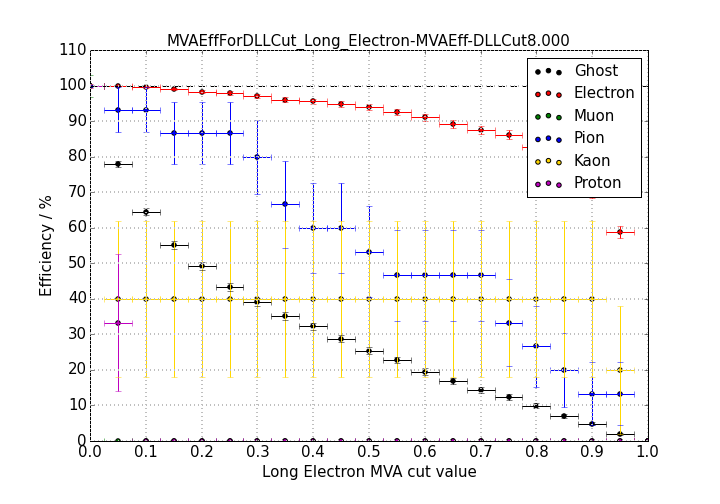 MVAEffForDLLCut_Long_Electron-MVAEff-DLLCut8.000
110
100
90
80
70
60
50
40
30
20
10
0
Efficiency / %
Ghost
Electron
Muon
Pion
Kaon
Proton
0.0 0.1 0.2 0.3 0.4 0.5 0.6 0.7 0.8 0.9 1.0
Long Electron MVA cut value